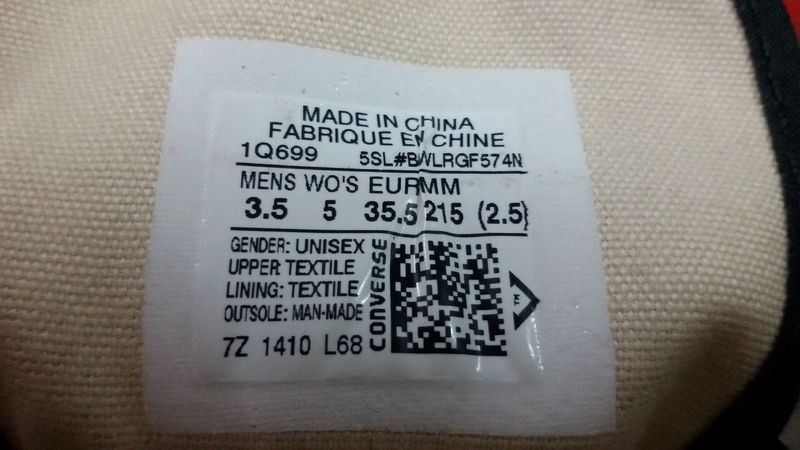 MADE IN CHINA
FABRIQUE EN CHINE
1Q699 5SL#BWLRGF574N
MENS WO'S EUR MM
3.5 5 35.5 215 (2.5)
GENDER: UNISEX
UPPER: TEXTILE
LINING: TEXTILE
OUTSOLE: MAN-MADE
7Z 1410 L68
CONVERSE
TM